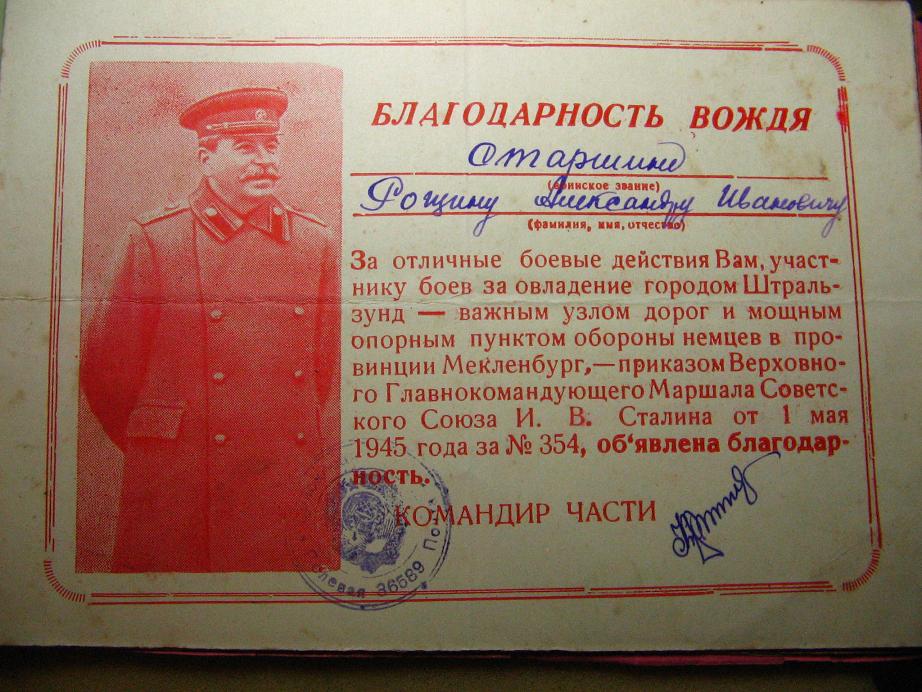 БЛАГОДАРНОСТЬ ВОЖДЯ
Старшине
(воинское звание)
Рощину Александру Ивановичу
(фамилия, имя, отчество)
За отличные боевые действия Вам, участ-
нику боев за овладение городом Штраль-
зунд — важным узлом дорог и мощным
опорным пунктом обороны немцев в про-
винции Мекленбург,—приказом Верховно-
го Главнокомандующего Маршала Советс-
кого Союза И. В. Сталина от 1 мая
1945 года за № 354, об‘явлена благодар-
ность.
КОМАНДИР ЧАСТИ
Полевая 36589